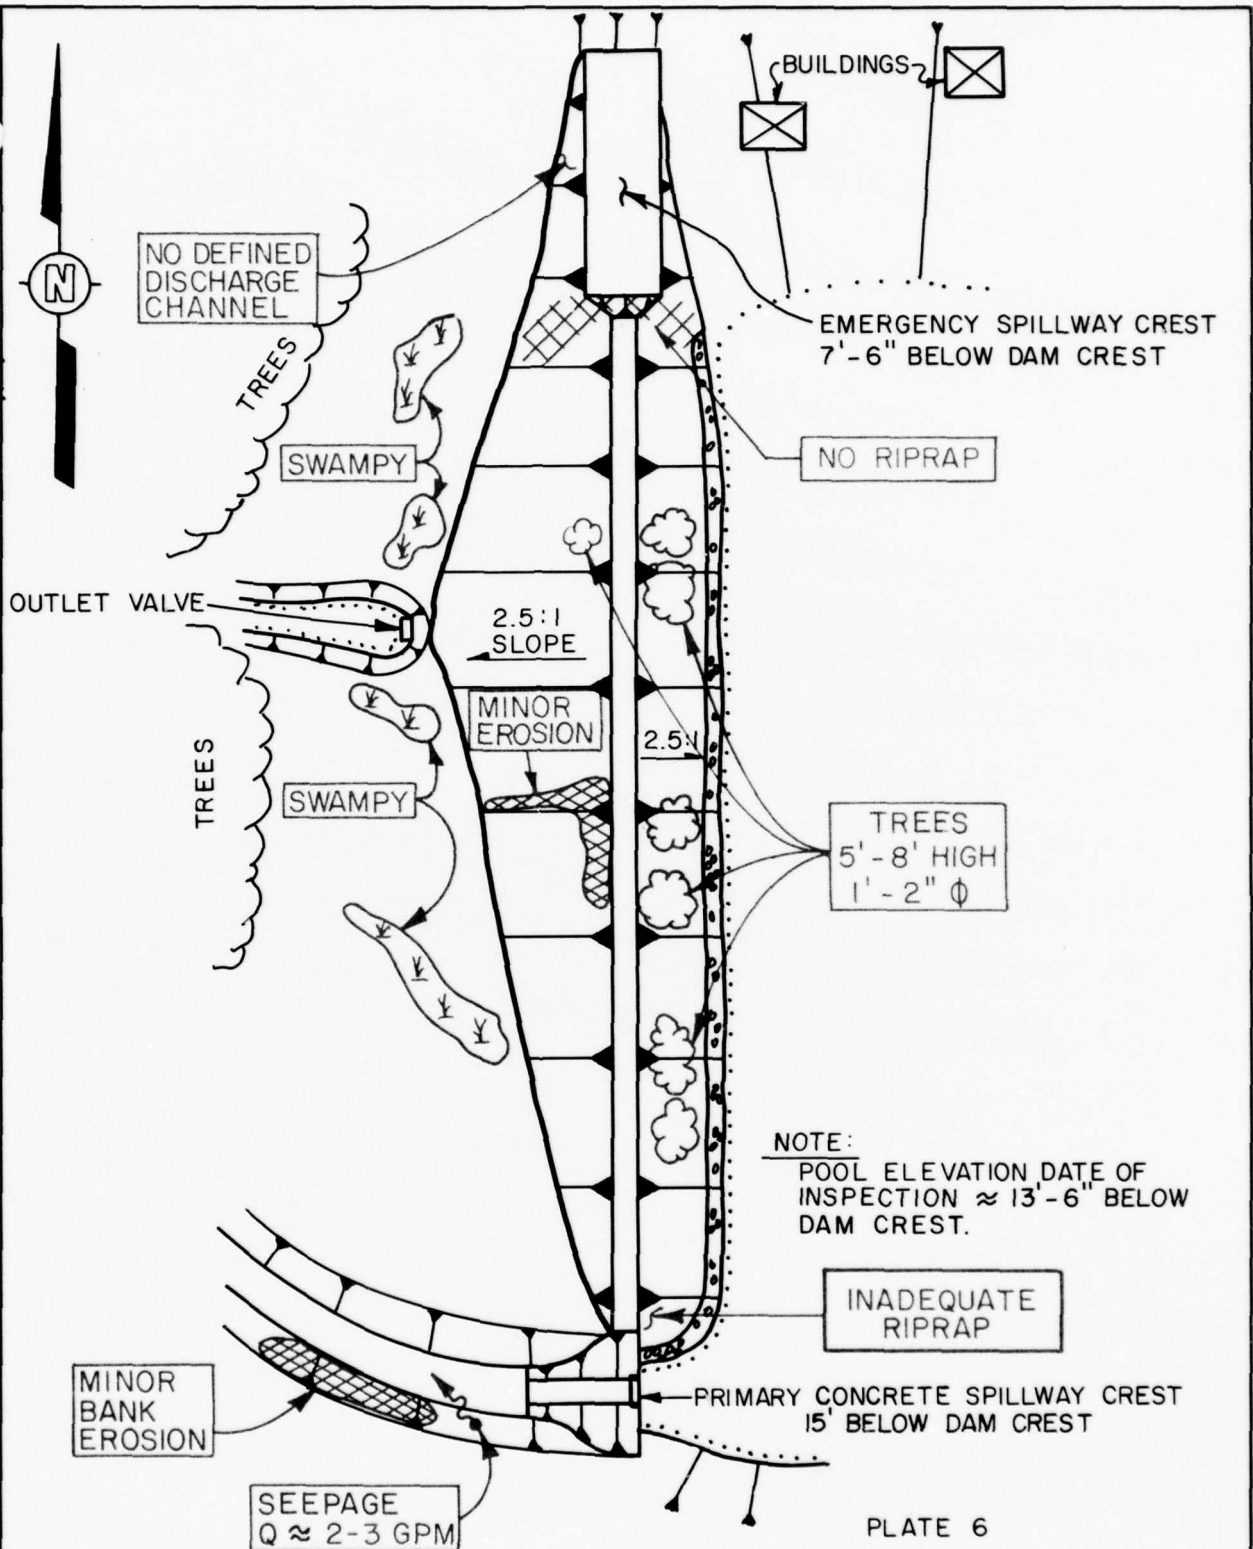 BUILDINGS
NO DEFINED
DISCHARGE
CHANNEL
N
EMERGENCY SPILLWAY CREST
7'-6" BELOW DAM CREST
TREES
SWAMPY
NO RIPRAP
OUTLET VALVE
2.5:1
SLOPE
MINOR
EROSION
2.5:1
TREES
SWAMPY
TREES
5'-8' HIGH
1'-2" ϕ
NOTE:
POOL ELEVATION DATE OF
INSPECTION ≈ 13'-6" BELOW
DAM CREST.
INADEQUATE
RIPRAP
MINOR
BANK
EROSION
PRIMARY CONCRETE SPILLWAY CREST
15' BELOW DAM CREST
SEEPAGE
Q ≈ 2-3 GPM
PLATE 6